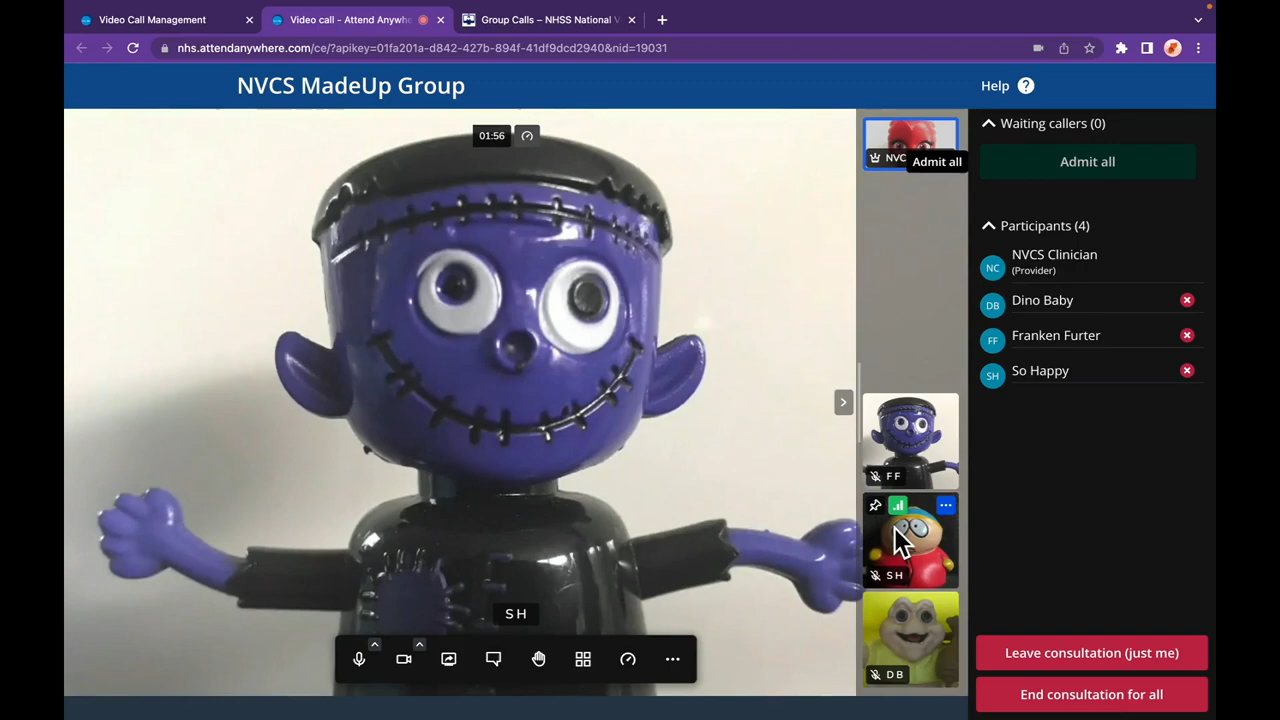 Video Call Management
Video call - Attend Anywhe
Group Calls – NHSS National V
nhs.attendanywhere.com/ce/?apikey=01fa201a-d842-427b-894f-41df9dcd2940&nid=19031
NVCS MadeUp Group
Help ?
01:56
NVC
Admit all
F F
S H
D B
S H
Waiting callers (0)
Admit all
Participants (4)
NC NVCS Clinician
(Provider)
DB Dino Baby
FF Franken Furter
SH So Happy
Leave consultation (just me)
End consultation for all